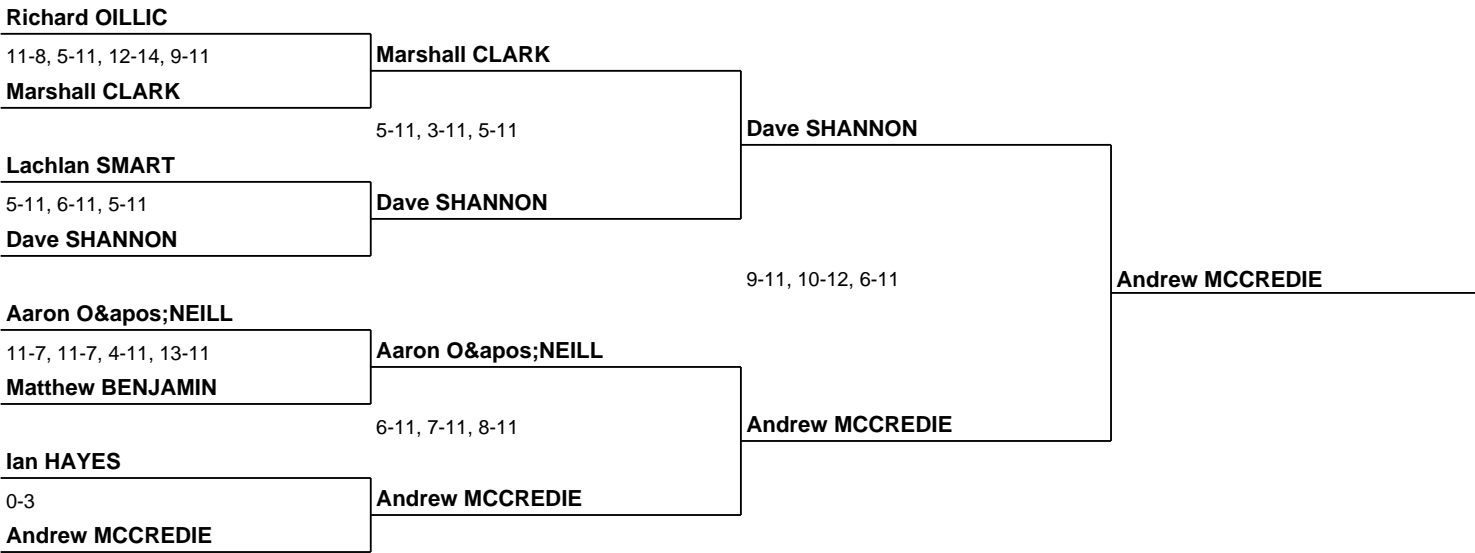 Richard OILLIC
11-8, 5-11, 12-14, 9-11
Marshall CLARK
Marshall CLARK
5-11, 3-11, 5-11
Dave SHANNON
Lachlan SMART
5-11, 6-11, 5-11
Dave SHANNON
Dave SHANNON
9-11, 10-12, 6-11
Andrew MCCREDIE
Aaron O&apos;NEILL
11-7, 11-7, 4-11, 13-11
Aaron O&apos;NEILL
Matthew BENJAMIN
6-11, 7-11, 8-11
Andrew MCCREDIE
Ian HAYES
0-3
Andrew MCCREDIE
Andrew MCCREDIE